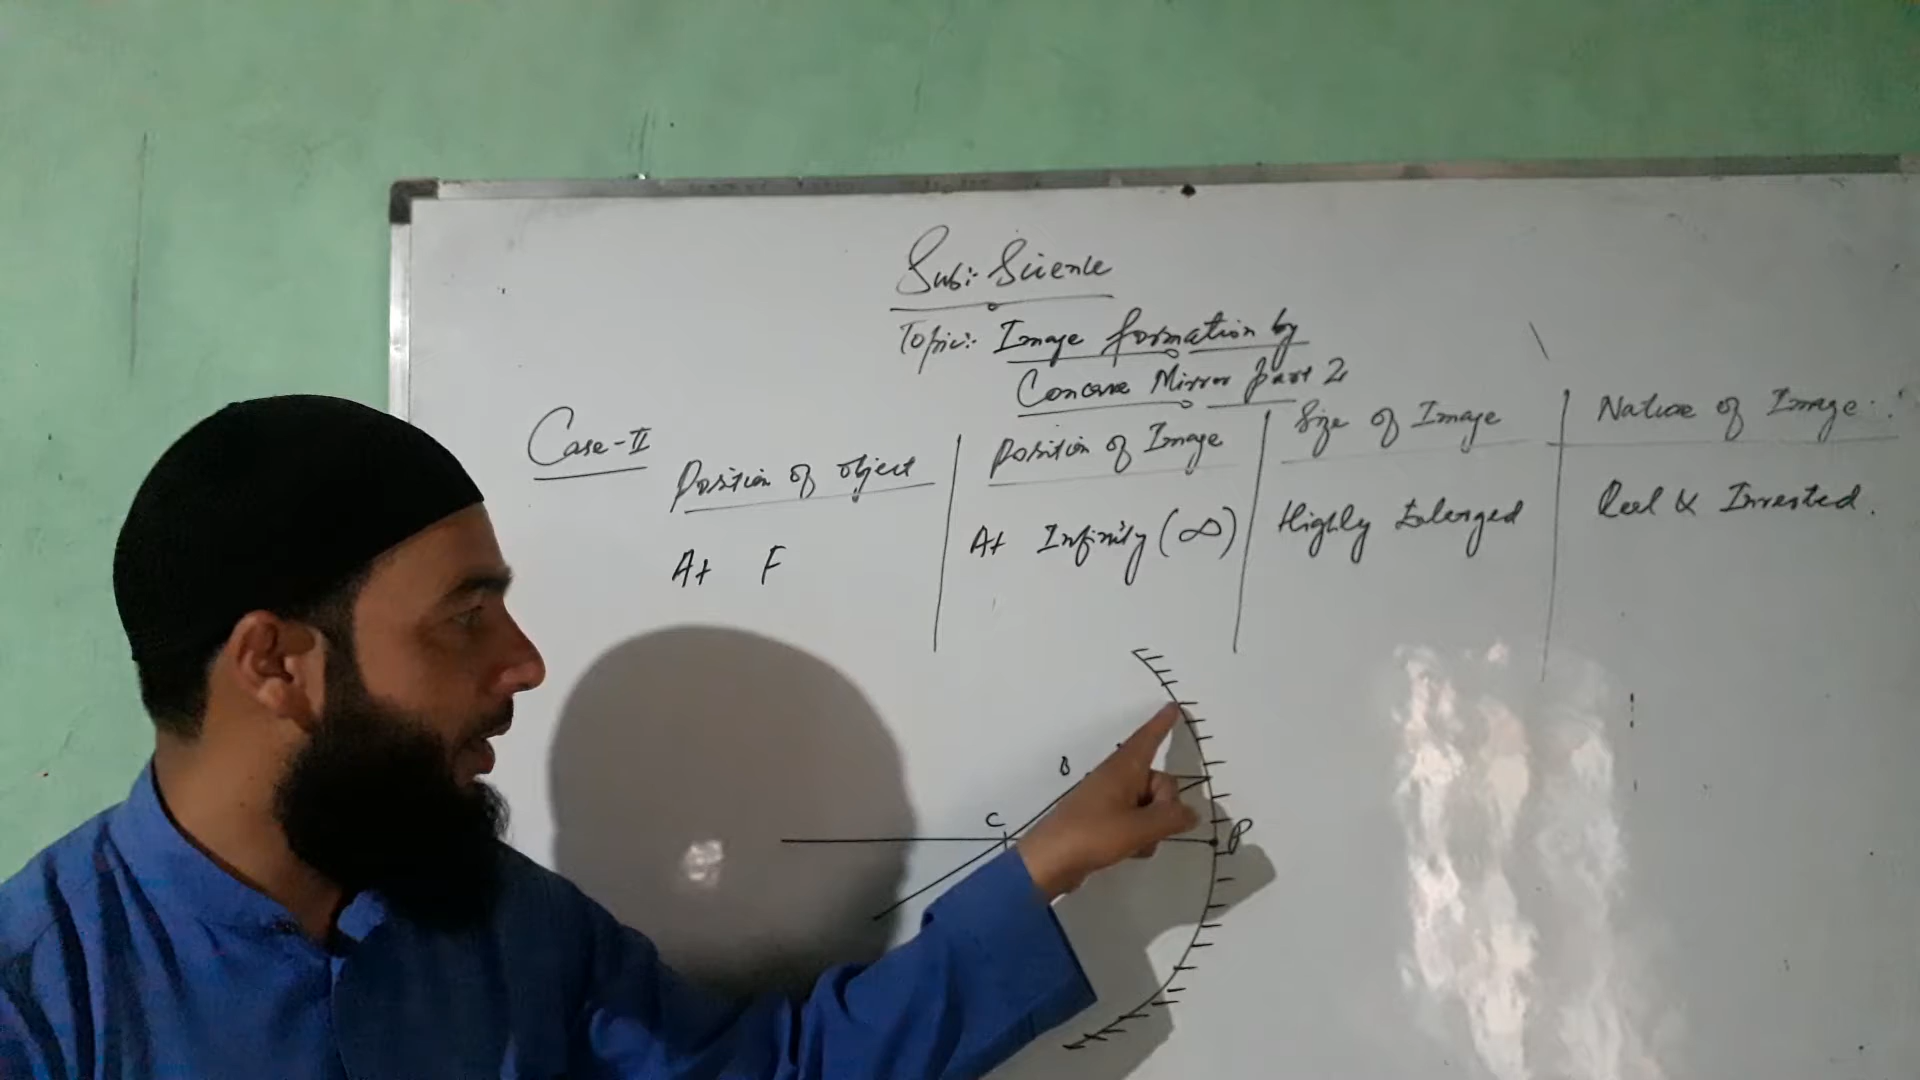 Sub:- Science
Topic:- Image formation by
Concave Mirror part 2
Case-II
Position of object
Position of Image
Size of Image
Nature of Image
At F
At Infinity (∞)
Highly Enlarged
Real & Inverted.
B
C
P